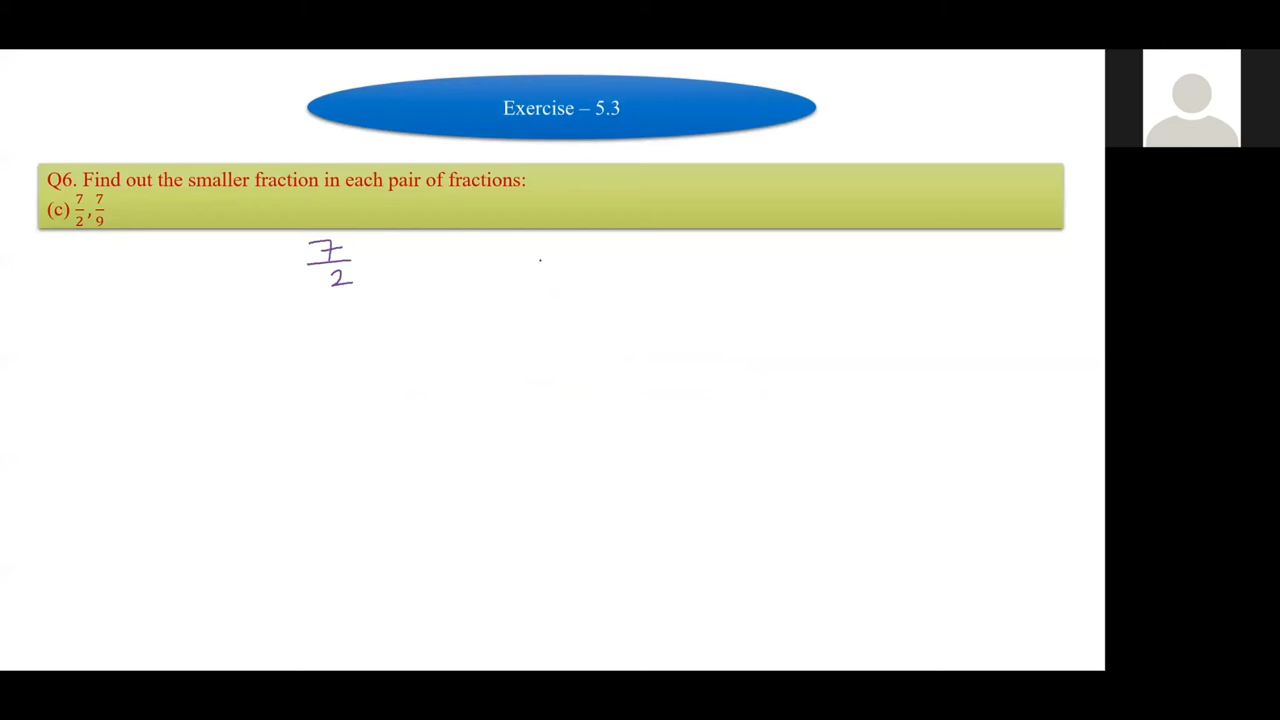 Exercise – 5.3
Q6. Find out the smaller fraction in each pair of fractions:
(c) 7/2, 7/9
7/2